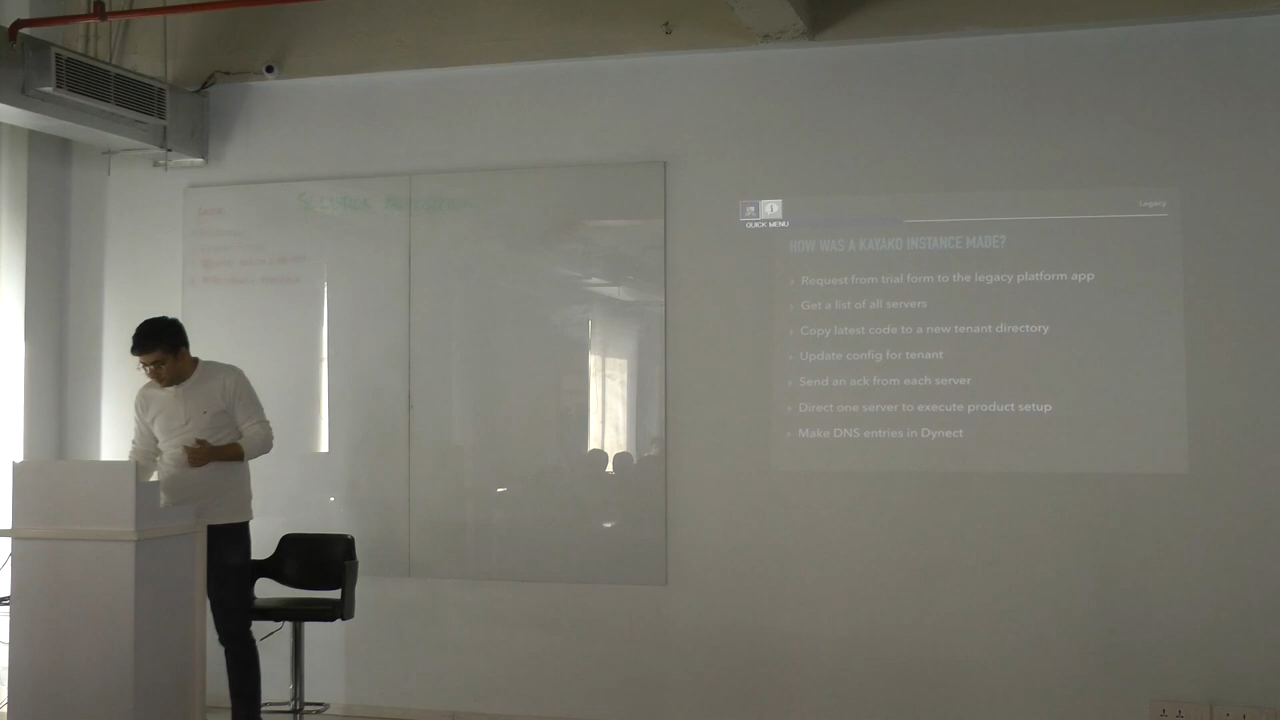 Legacy
QUICK MENU
HOW WAS A KAYAKO INSTANCE MADE?
Request from trial form to the legacy platform app
Get a list of all servers
Copy latest code to a new tenant directory
Update config for tenant
Send an ack from each server
Direct one server to execute product setup
Make DNS entries in Dynect